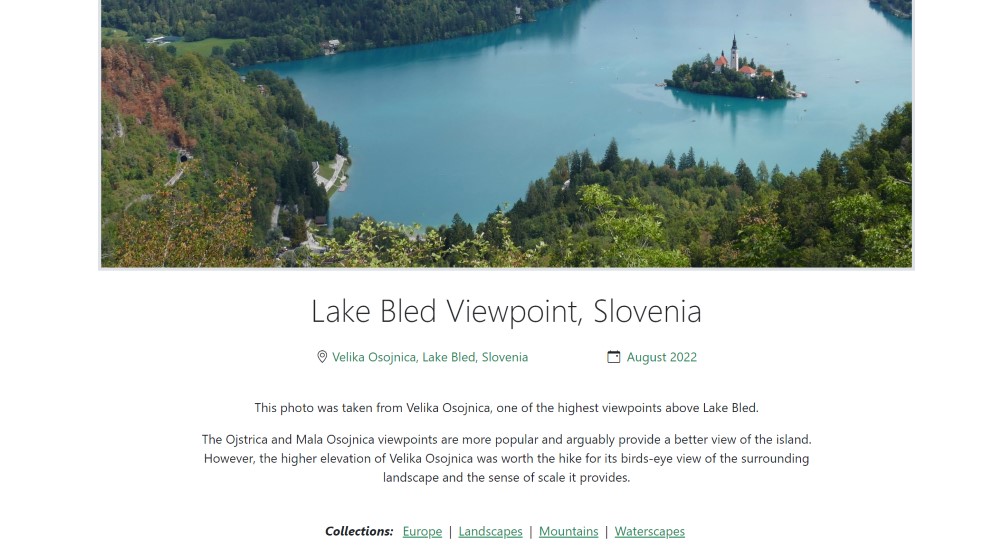 Lake Bled Viewpoint, Slovenia
Velika Osojnica, Lake Bled, Slovenia August 2022
This photo was taken from Velika Osojnica, one of the highest viewpoints above Lake Bled.
The Ojstrica and Mala Osojnica viewpoints are more popular and arguably provide a better view of the island.
However, the higher elevation of Velika Osojnica was worth the hike for its birds-eye view of the surrounding
landscape and the sense of scale it provides.
Collections: Europe | Landscapes | Mountains | Waterscapes